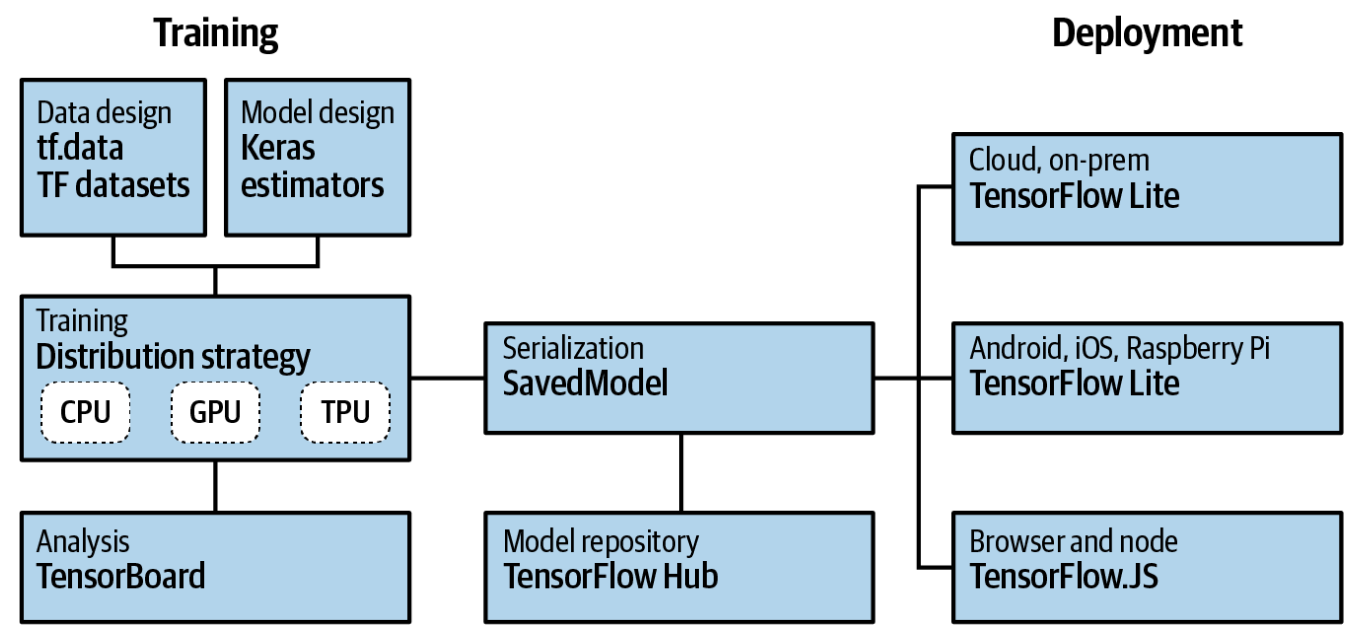 Training
Deployment
Data design
tf.data
TF datasets
Model design
Keras
estimators
Training
Distribution strategy
CPU
GPU
TPU
Analysis
TensorBoard
Serialization
SavedModel
Model repository
TensorFlow Hub
Cloud, on-prem
TensorFlow Lite
Android, iOS, Raspberry Pi
TensorFlow Lite
Browser and node
TensorFlow.JS